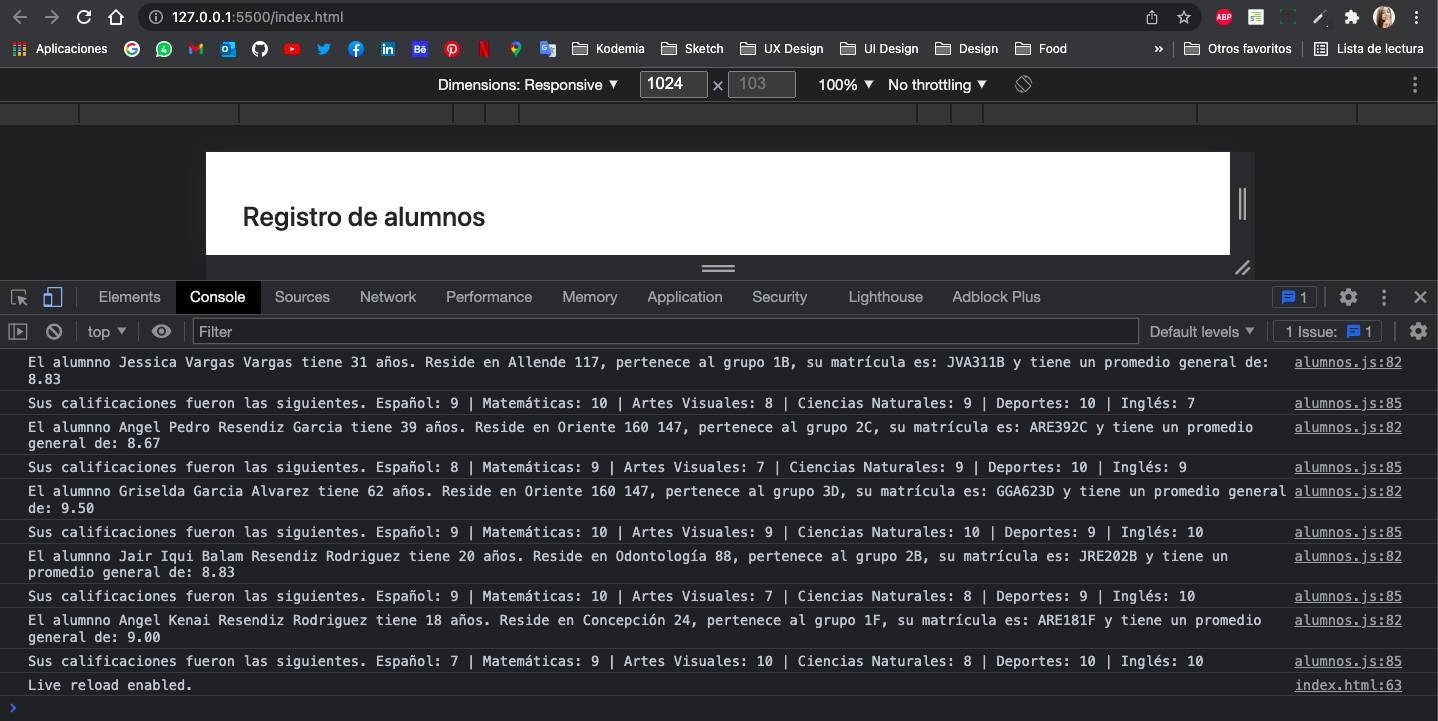 127.0.0.1:5500/index.html
ABP
Aplicaciones
4
Kodemia
Sketch
UX Design
UI Design
Design
Food
»
Otros favoritos
Lista de lectura
Dimensions: Responsive ▼ 1024 × 103 100% ▼ No throttling ▼
Registro de alumnos
Elements Console Sources Network Performance Memory Application Security Lighthouse Adblock Plus 1
top ▼ Filter Default levels ▼ 1 Issue: 1
El alumnno Jessica Vargas Vargas tiene 31 años. Reside en Allende 117, pertenece al grupo 1B, su matrícula es: JVA311B y tiene un promedio general de: alumnos.js:82
8.83
Sus calificaciones fueron las siguientes. Español: 9 | Matemáticas: 10 | Artes Visuales: 8 | Ciencias Naturales: 9 | Deportes: 10 | Inglés: 7 alumnos.js:85
El alumnno Angel Pedro Resendiz Garcia tiene 39 años. Reside en Oriente 160 147, pertenece al grupo 2C, su matrícula es: ARE392C y tiene un promedio alumnos.js:82
general de: 8.67
Sus calificaciones fueron las siguientes. Español: 8 | Matemáticas: 9 | Artes Visuales: 7 | Ciencias Naturales: 9 | Deportes: 10 | Inglés: 9 alumnos.js:85
El alumnno Griselda Garcia Alvarez tiene 62 años. Reside en Oriente 160 147, pertenece al grupo 3D, su matrícula es: GGA623D y tiene un promedio general alumnos.js:82
de: 9.50
Sus calificaciones fueron las siguientes. Español: 9 | Matemáticas: 10 | Artes Visuales: 9 | Ciencias Naturales: 10 | Deportes: 9 | Inglés: 10 alumnos.js:85
El alumnno Jair Iqui Balam Resendiz Rodriguez tiene 20 años. Reside en Odontología 88, pertenece al grupo 2B, su matrícula es: JRE202B y tiene un alumnos.js:82
promedio general de: 8.83
Sus calificaciones fueron las siguientes. Español: 9 | Matemáticas: 10 | Artes Visuales: 7 | Ciencias Naturales: 8 | Deportes: 9 | Inglés: 10 alumnos.js:85
El alumnno Angel Kenai Resendiz Rodriguez tiene 18 años. Reside en Concepción 24, pertenece al grupo 1F, su matrícula es: ARE181F y tiene un promedio alumnos.js:82
general de: 9.00
Sus calificaciones fueron las siguientes. Español: 7 | Matemáticas: 9 | Artes Visuales: 10 | Ciencias Naturales: 8 | Deportes: 10 | Inglés: 10 alumnos.js:85
Live reload enabled. index.html:63